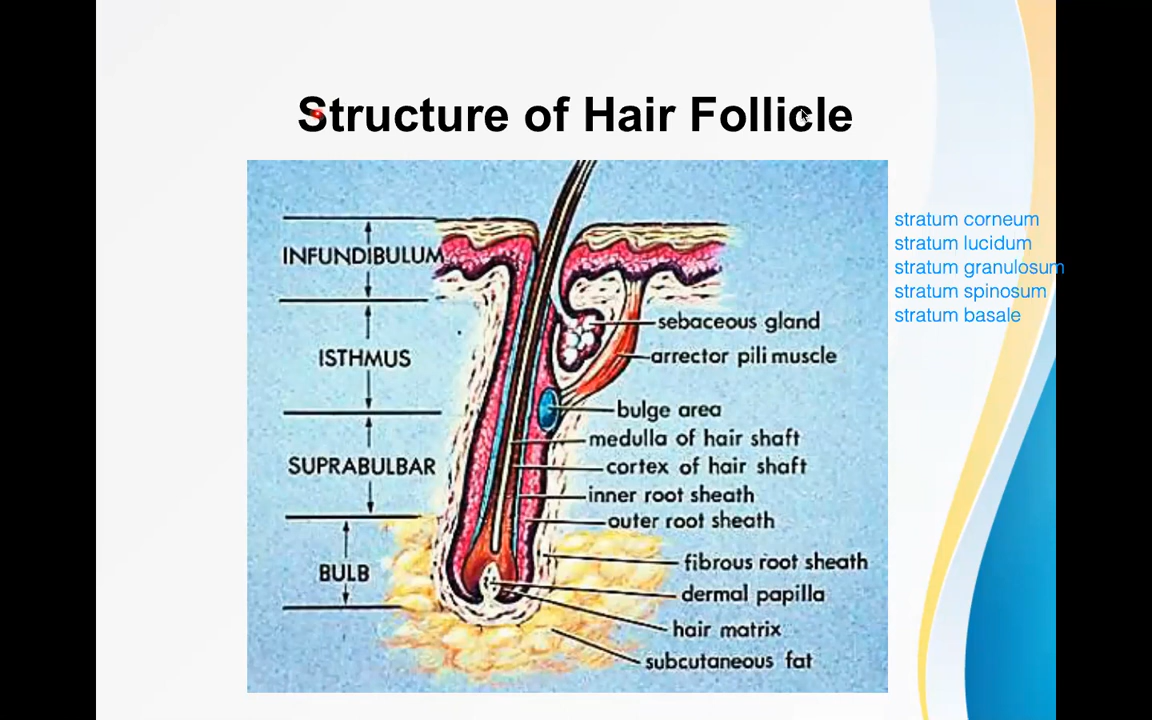 Structure of Hair Follicle
INFUNDIBULUM
ISTHMUS
SUPRABULBAR
BULB
sebaceous gland
arrector pili muscle
bulge area
medulla of hair shaft
cortex of hair shaft
inner root sheath
outer root sheath
fibrous root sheath
dermal papilla
hair matrix
subcutaneous fat
stratum corneum
stratum lucidum
stratum granulosum
stratum spinosum
stratum basale